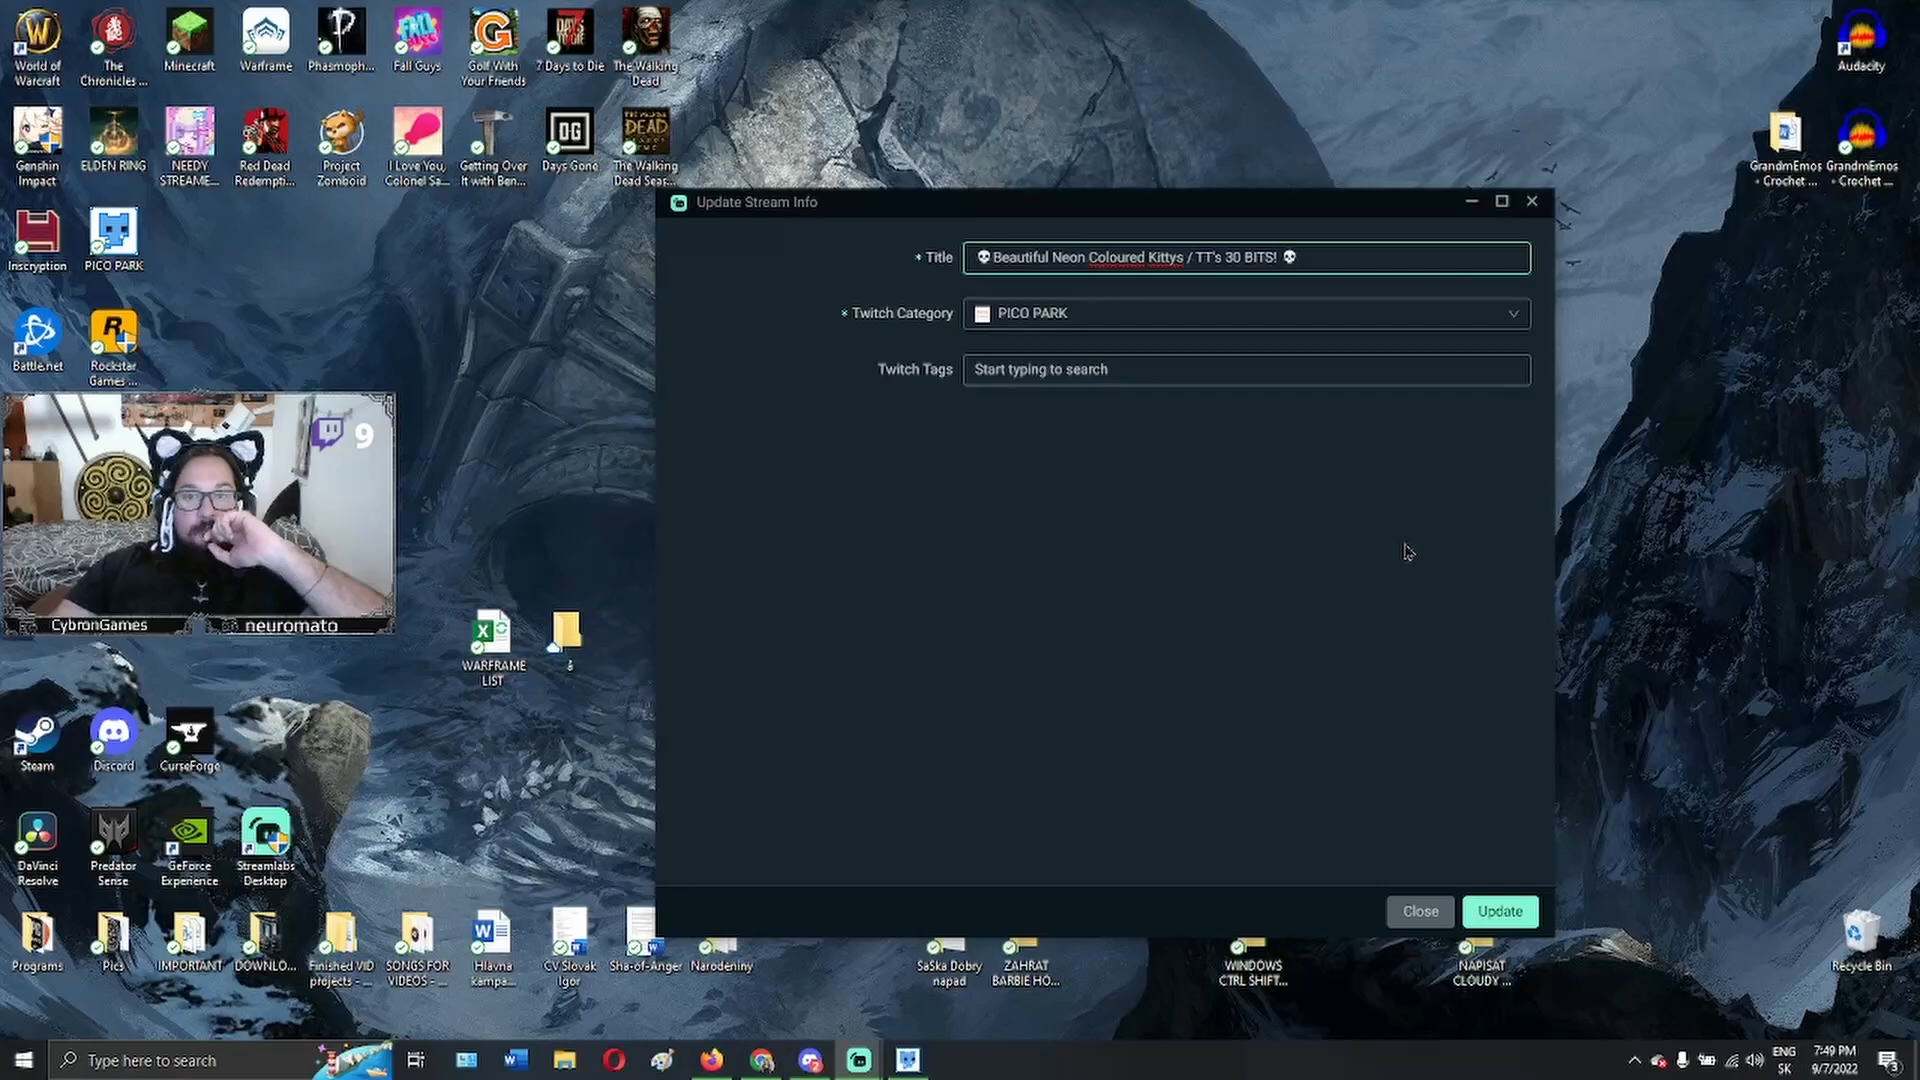 World of
Warcraft
The
Chronicles ...
Minecraft
Warframe
Phasmoph...
Fall Guys
Golf With
Your Friends
7 Days to Die
The Walking
Dead
Audacity
Genshin
Impact
ELDEN RING
NEEDY
STREAME...
Red Dead
Redempti...
Project
Zomboid
I Love You,
Colonel Sa...
Getting Over
It with Ben...
Days Gone
The Walking
Dead Seas...
GrandmEmos
- Crochet ...
GrandmEmos
- Crochet ...
Inscryption
PICO PARK
Update Stream Info
* Title
💀Beautiful Neon Coloured Kittys / TT's 30 BITS! 💀
* Twitch Category
PICO PARK
Twitch Tags
Start typing to search
Battle.net
Rockstar
Games ...
9
CybronGames
neuromato
WARFRAME
LIST
Steam
Discord
CurseForge
DaVinci
Resolve
Predator
Sense
GeForce
Experience
Streamlabs
Desktop
Close
Update
Programs
Pics
IMPORTANT
DOWNLO...
Finished VID
projects - ...
SONGS FOR
VIDEOS - ...
Hlavna
kampa...
CV Slovak
Igor
Sha-of-Anger
Narodeniny
SaSka Dobry
napad
ZAHRAT
BARBIE HO...
WINDOWS
CTRL SHIFT...
NAPISAT
CLOUDY ...
Recycle Bin
Type here to search
ENG
SK
7:49 PM
9/7/2022
3